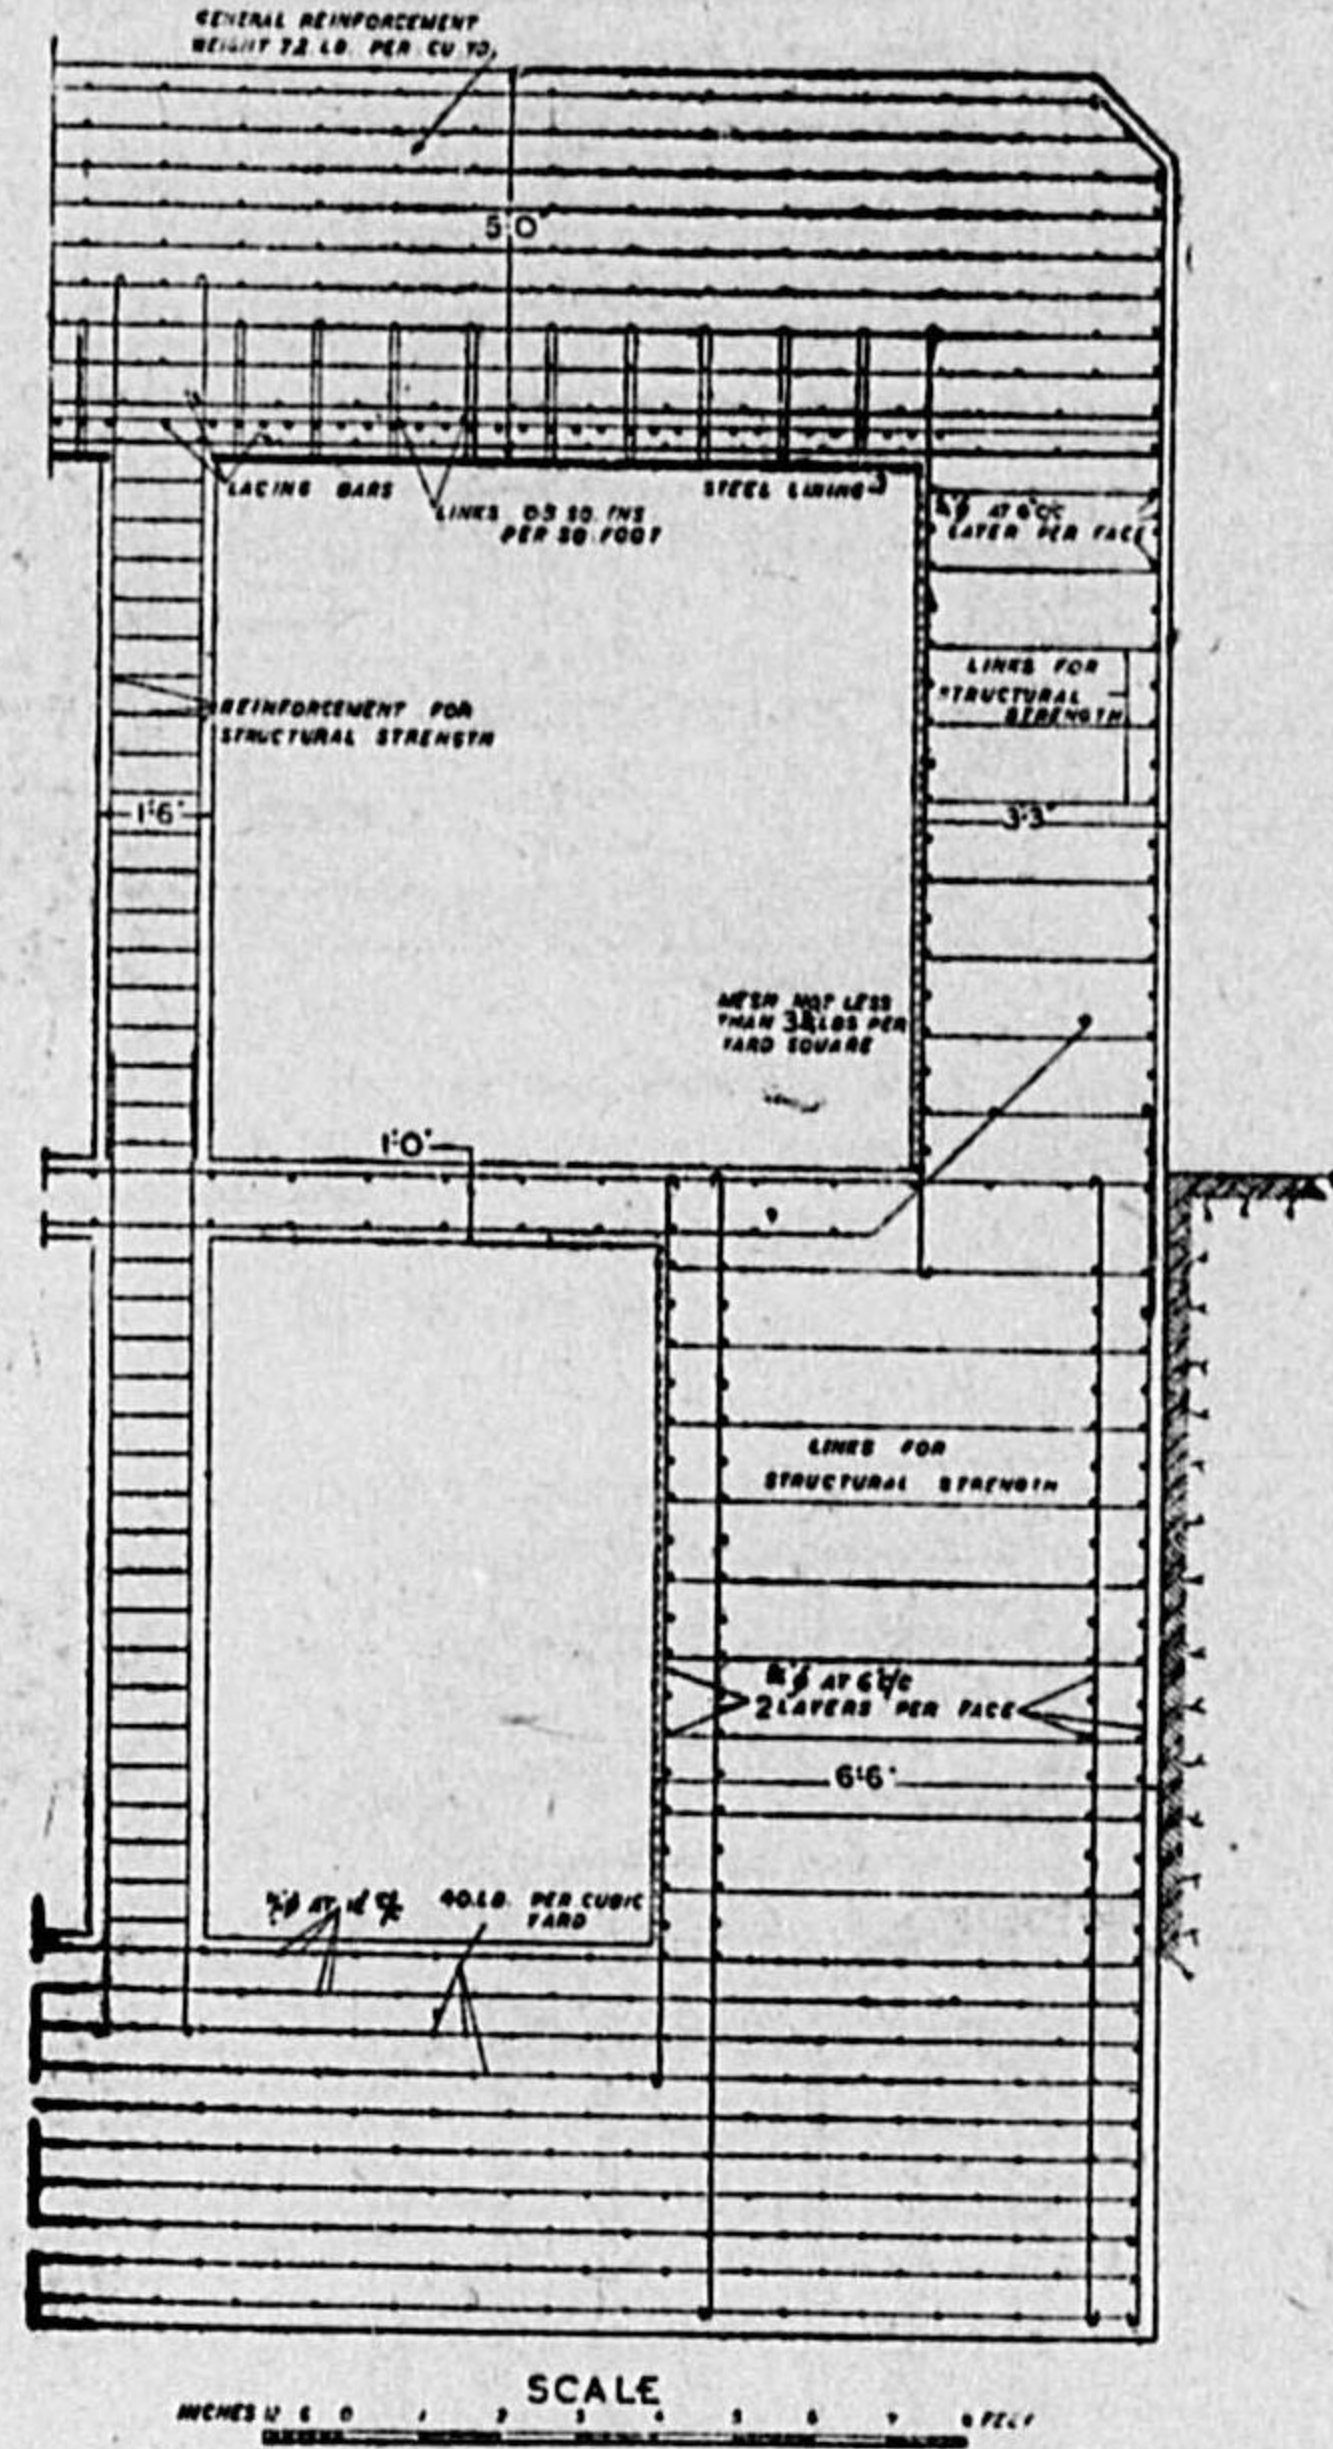 GENERAL REINFORCEMENT
WEIGHT 72 LB. PER CU YD.
5'0"
LACING BARS
LINKS 0.5 SQ. INS
PER SQ. FOOT
STEEL LINING
AT 6" C/C
LAYER PER FACE
LINKS FOR
STRUCTURAL
STRENGTH
REINFORCEMENT FOR
STRUCTURAL STRENGTH
1'6"
3'3"
MESH NOT LESS
THAN LBS PER
YARD SQUARE
1'0"
LINKS FOR
STRUCTURAL STRENGTH
AT 6" C/C
2 LAYERS PER FACE
6'6"
AT 12 C/C 40 LB. PER CUBIC
YARD
SCALE
INCHES 12 6 0 1 2 3 4 5 6 7 8 FEET